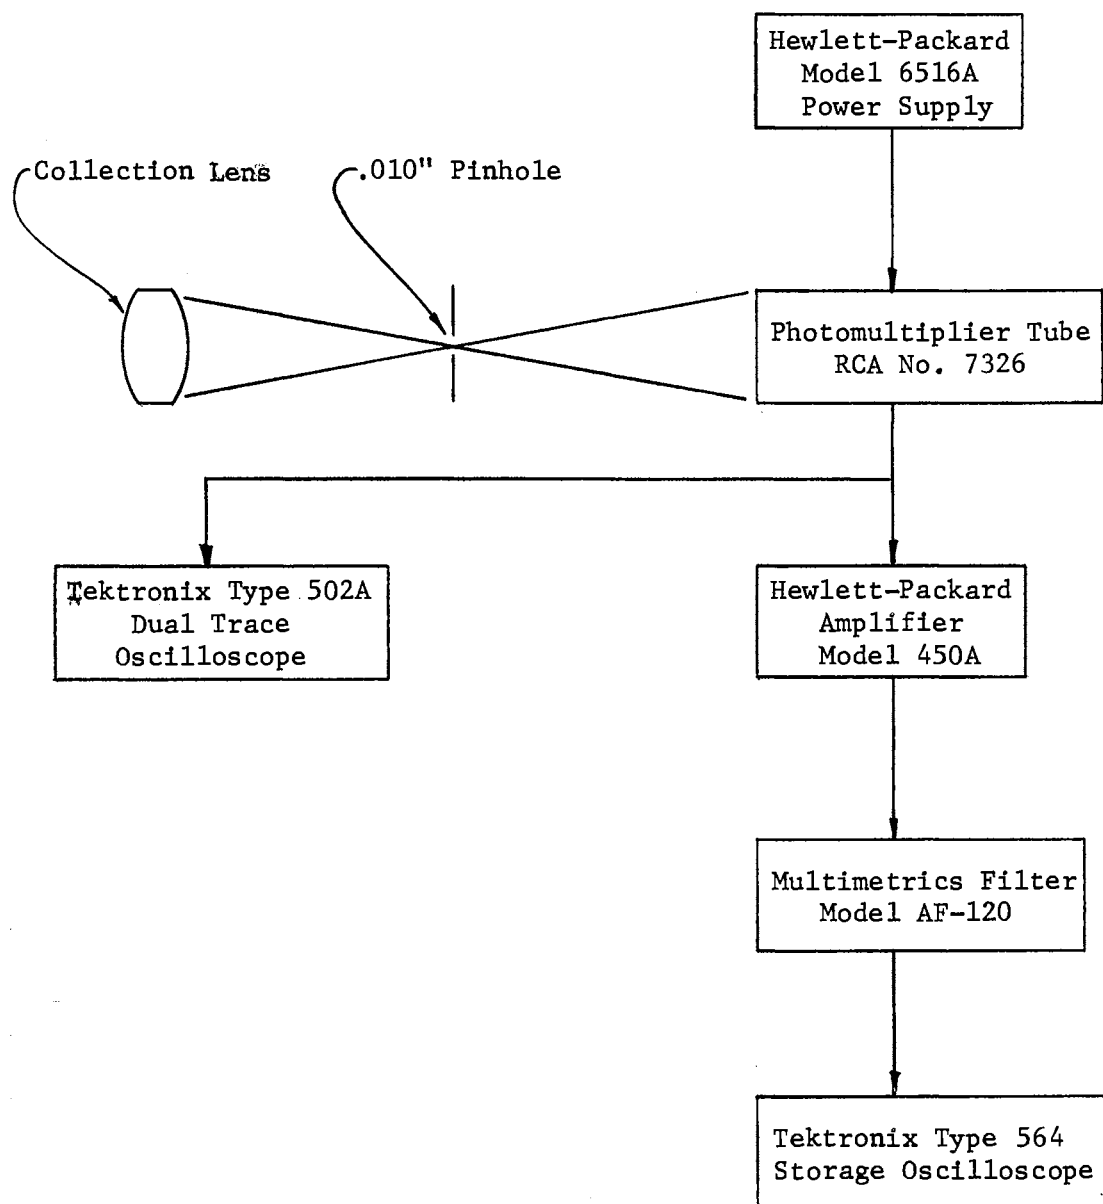 Hewlett-Packard
Model 6516A
Power Supply
Collection Lens
.010" Pinhole
Photomultiplier Tube
RCA No. 7326
Tektronix Type 502A
Dual Trace
Oscilloscope
Hewlett-Packard
Amplifier
Model 450A
Multimetrics Filter
Model AF-120
Tektronix Type 564
Storage Oscilloscope